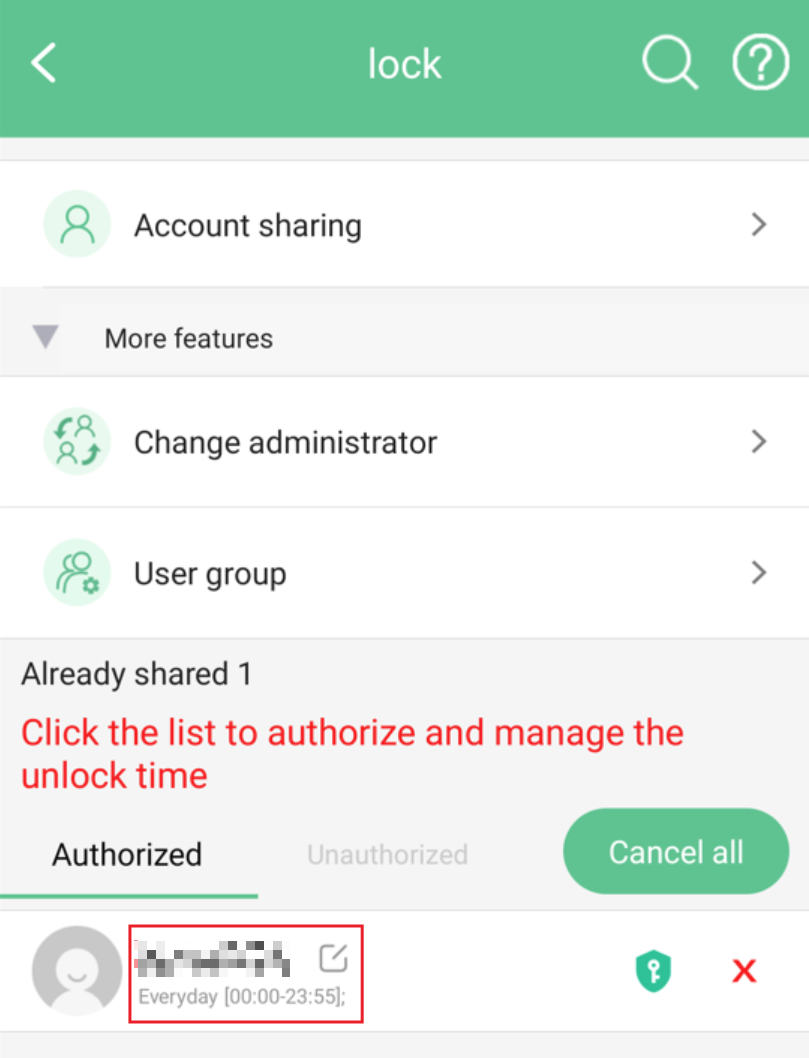 lock
Account sharing
More features
Change administrator
User group
Already shared 1
Click the list to authorize and manage the
unlock time
Authorized
Unauthorized
Cancel all
Everyday [00:00-23:55];